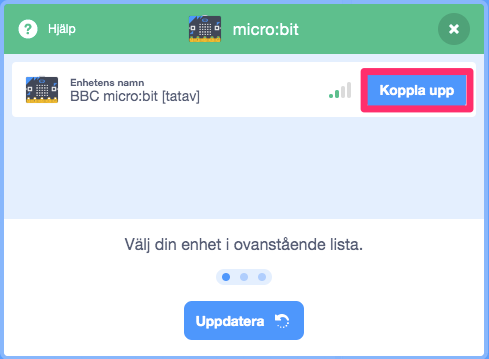 Hjälp
micro:bit
Enhetens namn
BBC micro:bit [tatav]
Koppla upp
Välj din enhet i ovanstående lista.
Uppdatera